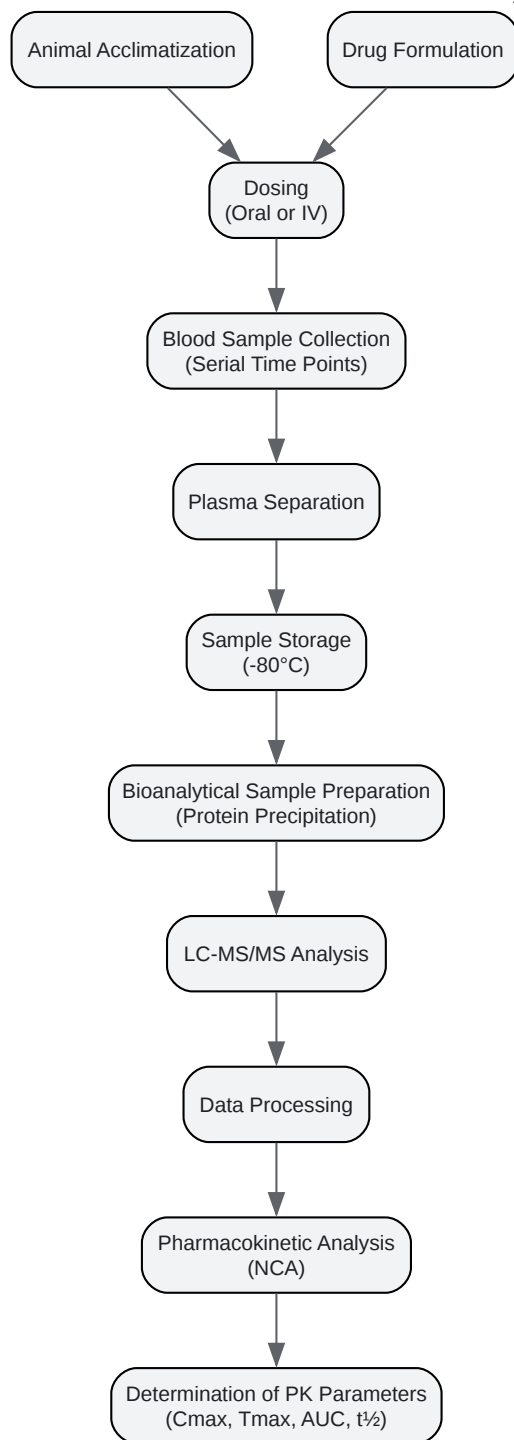 Animal Acclimatization
Drug Formulation
Dosing
(Oral or IV)
Blood Sample Collection
(Serial Time Points)
Plasma Separation
Sample Storage
(-80°C)
Bioanalytical Sample Preparation
(Protein Precipitation)
LC-MS/MS Analysis
Data Processing
Pharmacokinetic Analysis
(NCA)
Determination of PK Parameters
(Cmax, Tmax, AUC, t½)